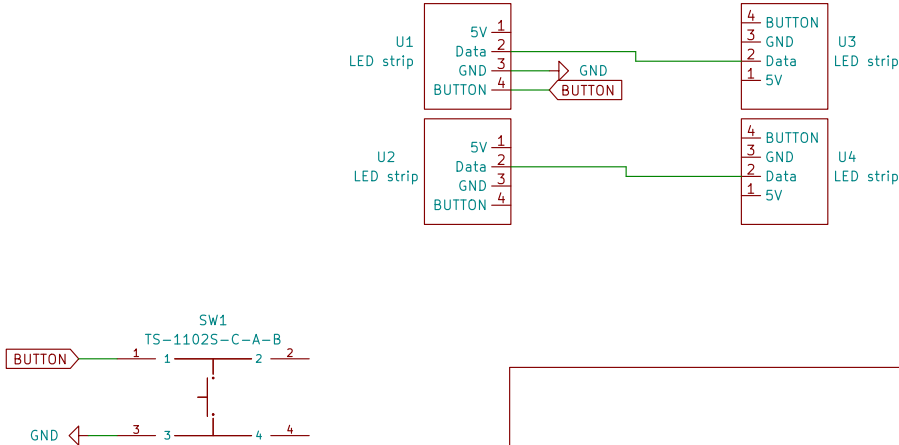 U1
LED strip
5V 1
Data 2
GND 3
BUTTON 4
GND
BUTTON
4 BUTTON
3 GND
2 Data
1 5V
U3
LED strip
U2
LED strip
5V 1
Data 2
GND 3
BUTTON 4
4 BUTTON
3 GND
2 Data
1 5V
U4
LED strip
SW1
TS-1102S-C-A-B
BUTTON 1 1 2 2
GND 3 3 4 4